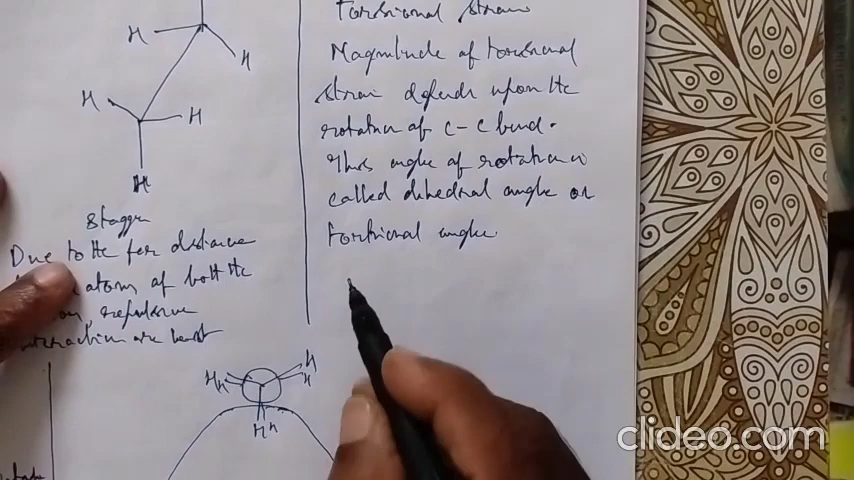 H
H
H
H
H
Stagger
Due to the far distance
atoms of both the
repulsive
interaction are least
Torsional strain
Magnitude of torsional
strain depends upon the
rotation of C-C bond.
This angle of rotation is
called dihedral angle or
Tortional angle.
H
H
H
H
H
H
clideo.com